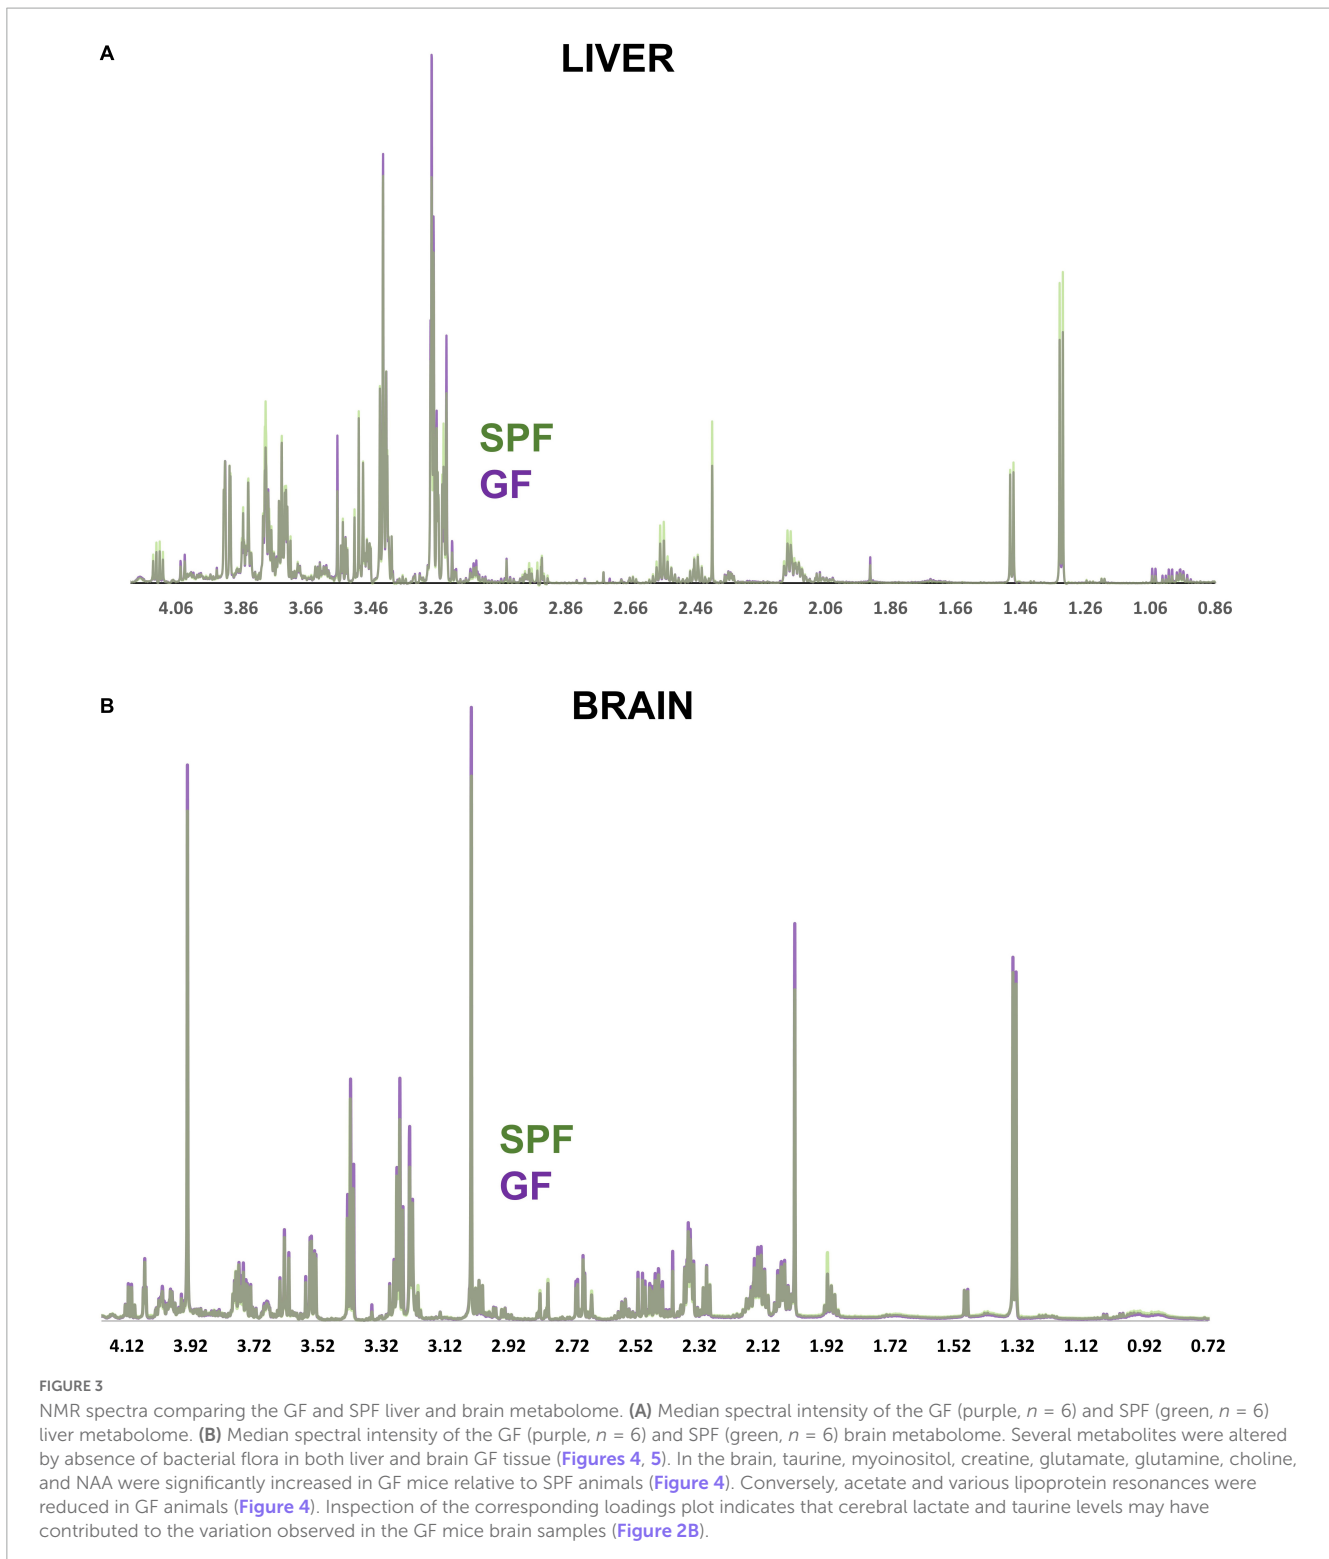 A
LIVER
SPF
GF
4.06 3.86 3.66 3.46 3.26 3.06 2.86 2.66 2.46 2.26 2.06 1.86 1.66 1.46 1.26 1.06 0.86
B
BRAIN
SPF
GF
4.12 3.92 3.72 3.52 3.32 3.12 2.92 2.72 2.52 2.32 2.12 1.92 1.72 1.52 1.32 1.12 0.92 0.72
FIGURE 3
NMR spectra comparing the GF and SPF liver and brain metabolome. (A) Median spectral intensity of the GF (purple, n = 6) and SPF (green, n = 6)
liver metabolome. (B) Median spectral intensity of the GF (purple, n = 6) and SPF (green, n = 6) brain metabolome. Several metabolites were altered
by absence of bacterial flora in both liver and brain GF tissue (Figures 4, 5). In the brain, taurine, myoinositol, creatine, glutamate, glutamine, choline,
and NAA were significantly increased in GF mice relative to SPF animals (Figure 4). Conversely, acetate and various lipoprotein resonances were
reduced in GF animals (Figure 4). Inspection of the corresponding loadings plot indicates that cerebral lactate and taurine levels may have
contributed to the variation observed in the GF mice brain samples (Figure 2B).